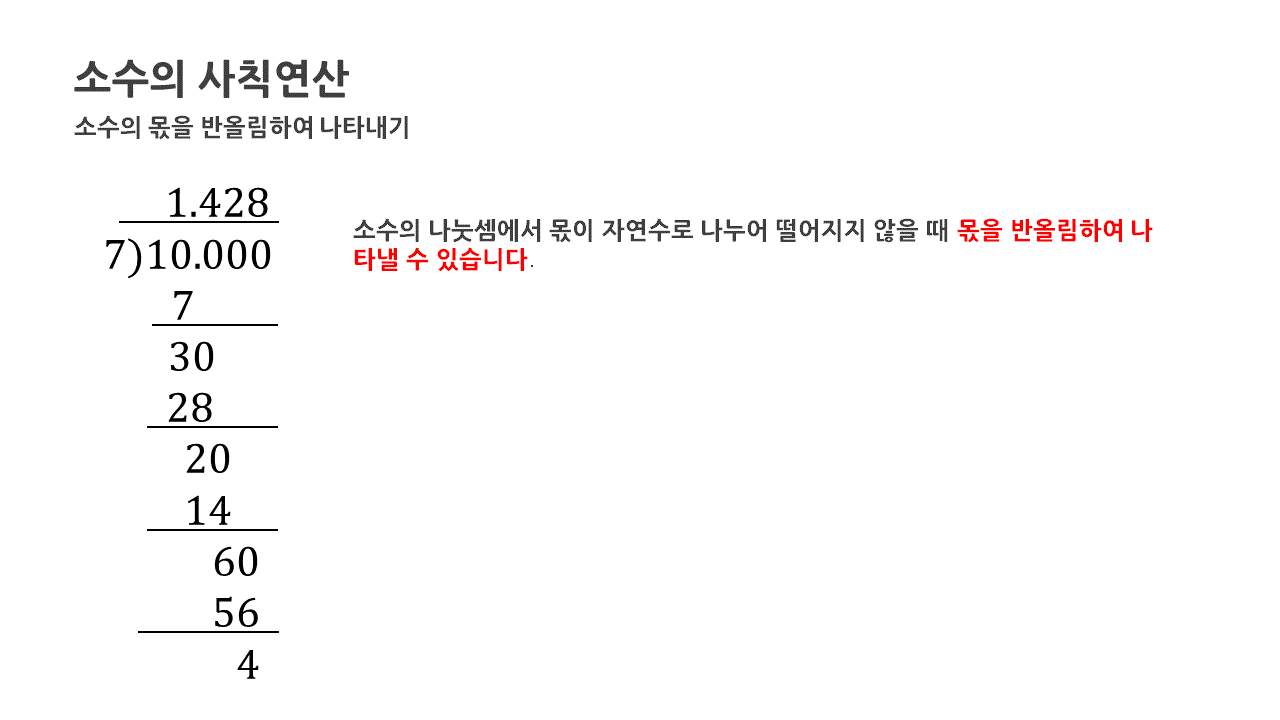 소수의 사칙연산
소수의 몫을 반올림하여 나타내기
1.428
7)10.000
7
30
28
20
14
60
56
4
소수의 나눗셈에서 몫이 자연수로 나누어 떨어지지 않을 때 몫을 반올림하여 나
타낼 수 있습니다.